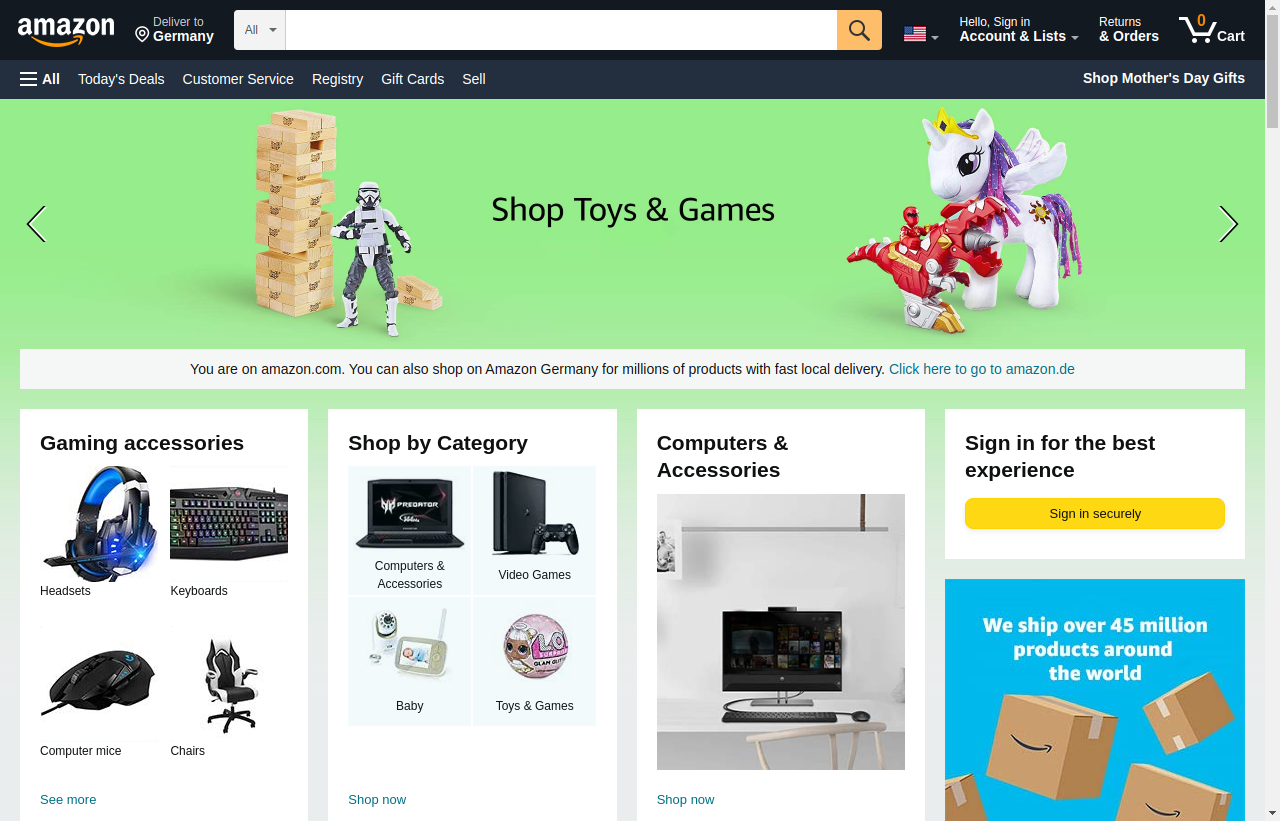 amazon
Deliver to
Germany
All
Hello, Sign in
Account & Lists
Returns
& Orders
0
Cart
All
Today's Deals
Customer Service
Registry
Gift Cards
Sell
Shop Mother's Day Gifts
Shop Toys & Games
You are on amazon.com. You can also shop on Amazon Germany for millions of products with fast local delivery. Click here to go to amazon.de
Gaming accessories
Headsets
Keyboards
Computer mice
Chairs
See more
Shop by Category
PREDATOR
Computers &
Accessories
Video Games
Baby
L.O.L.
SURPRISE!
GLAM GLITTER
Toys & Games
Shop now
Computers &
Accessories
Shop now
Sign in for the best
experience
Sign in securely
We ship over 45 million
products around
the world